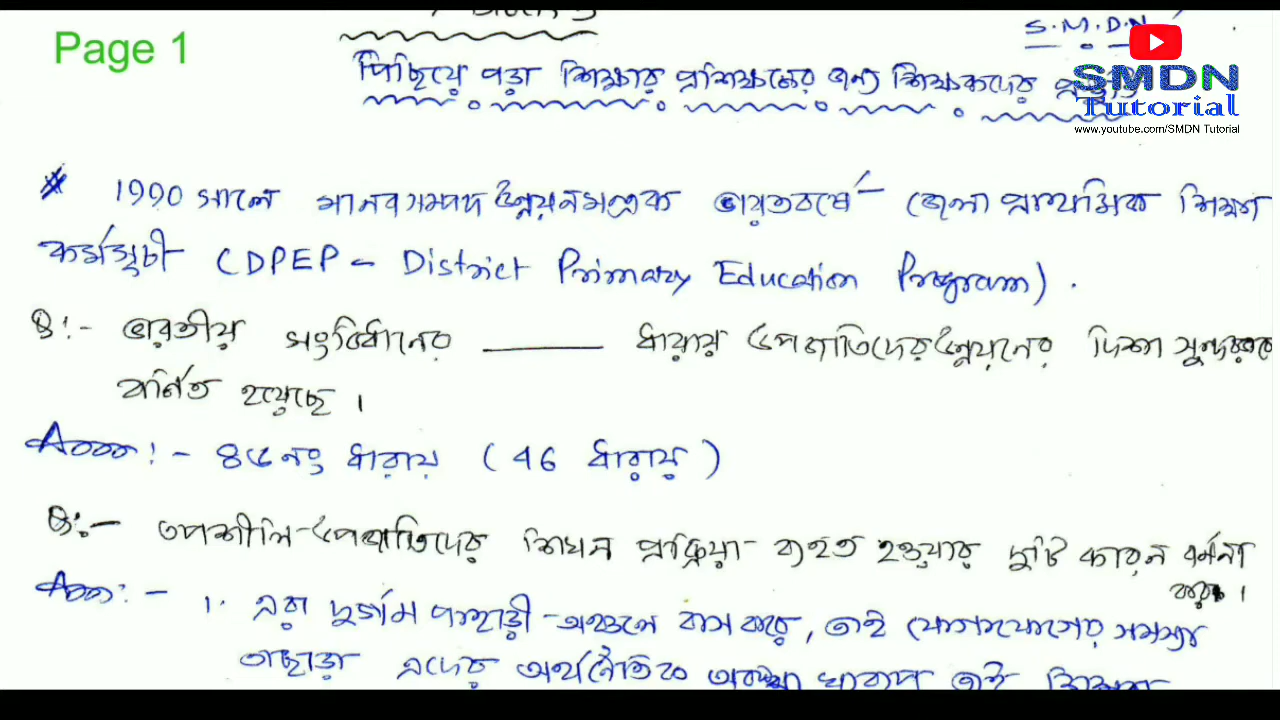 Page 1
S.M.D.N
SMDN
Tutorial
www.youtube.com/SMDN Tutorial
পিছিয়ে পড়া শিক্ষার প্রশিক্ষনের জন্য শিক্ষকদের
* 1990 সালে মানবসম্পদ উন্নয়নমন্ত্রক ভারতবর্ষে জেলা প্রাথমিক শিক্ষা
কর্মসূচী (DPEP - District Primary Education Program).
Q:- ভারতীয় সংবিধানের ______ ধারায় উপজাতিদের উন্নয়নের দিশা সুন্দরভাবে
বর্ণিত হয়েছে।
Ans:- ৪৬নং ধারায় (46 ধারায়)
Q:- তপশীলি উপজাতিদের শিখন প্রক্রিয়া ব্যহত হওয়ার দুটি কারন বর্ননা
কর।
Ans:- 1. এরা দুর্গম পাহাড়ী অঞ্চলে বাস করে, তাই যোগাযোগের সমস্যা
তাছাড়া এদের অর্থনৈতিক অবস্থা খারাপ তাই